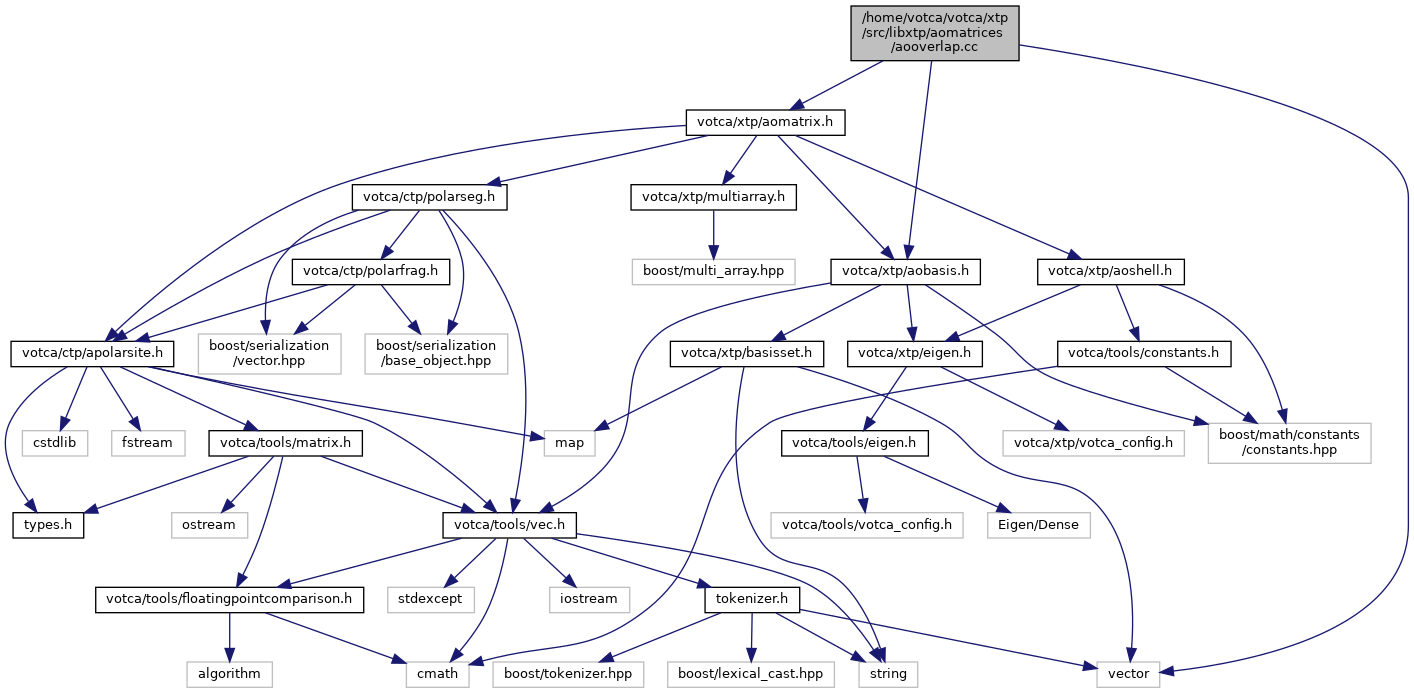 /home/votca/votca/xtp
/src/libxtp/aomatrices
/aooverlap.cc
votca/xtp/aomatrix.h
votca/ctp/polarseg.h
votca/xtp/multiarray.h
votca/ctp/polarfrag.h
boost/multi_array.hpp
votca/xtp/aobasis.h
votca/xtp/aoshell.h
votca/ctp/apolarsite.h
boost/serialization
/vector.hpp
boost/serialization
/base_object.hpp
votca/xtp/basisset.h
votca/xtp/eigen.h
votca/tools/constants.h
cstdlib
fstream
votca/tools/matrix.h
map
votca/tools/eigen.h
votca/xtp/votca_config.h
boost/math/constants
/constants.hpp
types.h
ostream
votca/tools/vec.h
votca/tools/votca_config.h
Eigen/Dense
votca/tools/floatingpointcomparison.h
stdexcept
iostream
tokenizer.h
algorithm
cmath
boost/tokenizer.hpp
boost/lexical_cast.hpp
string
vector